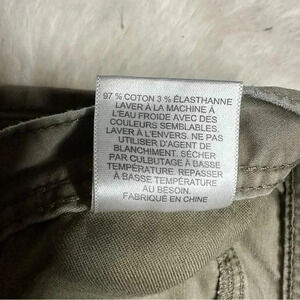 97 % COTON 3 % ÉLASTHANNE
LAVER À LA MACHINE À
L'EAU FROIDE AVEC DES
COULEURS SEMBLABLES.
LAVER À L'ENVERS. NE PAS
UTILISER D'AGENT DE
BLANCHIMENT. SÉCHER
PAR CULBUTAGE À BASSE
TEMPÉRATURE. REPASSER
À BASSE TEMPÉRATURE
AU BESOIN.
FABRIQUÉ EN CHINE